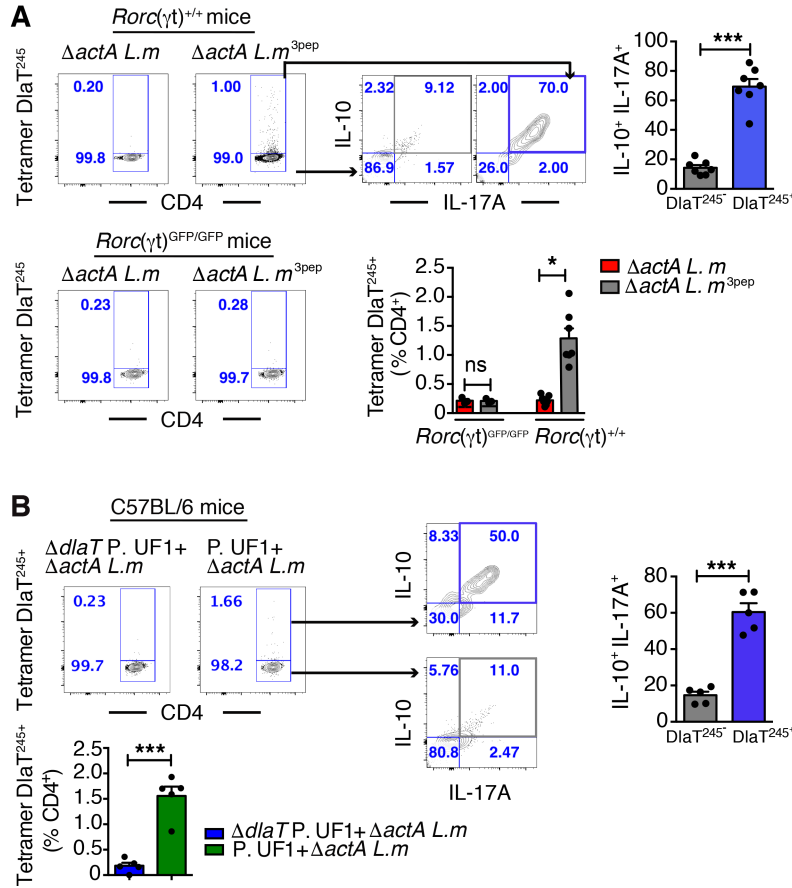 A
Rorc(γt)+/+ mice
ΔactA L.m ΔactA L.m3pep
Tetramer DlaT245
0.20 1.00
99.8 99.0
CD4
IL-10
2.32 9.12 2.00 70.0
86.9 1.57 26.0 2.00
IL-17A
IL-10+ IL-17A+
100
80
60
40
20
0
***
DlaT245- DlaT245+
Rorc(γt)GFP/GFP mice
ΔactA L.m ΔactA L.m3pep
Tetramer DlaT245
0.23 0.28
99.8 99.7
CD4
Tetramer DlaT245+
(% CD4+)
2.5
2.0
1.5
1.0
0.5
0
ns
*
Rorc(γt)GFP/GFP Rorc(γt)+/+
ΔactA L. m
ΔactA L. m3pep
B
C57BL/6 mice
ΔdlaT P. UF1+ P. UF1+
ΔactA L.m ΔactA L.m
Tetramer DlaT245+
0.23 1.66
99.7 98.2
CD4
IL-10
8.33 50.0
30.0 11.7
IL-10
5.76 11.0
80.8 2.47
IL-17A
IL-10+ IL-17A+
80
60
40
20
0
***
DlaT245- DlaT245+
Tetramer DlaT245+
(% CD4+)
2.5
2.0
1.5
1.0
0.5
0
***
ΔdlaT P. UF1+ΔactA L.m
P. UF1+ΔactA L.m